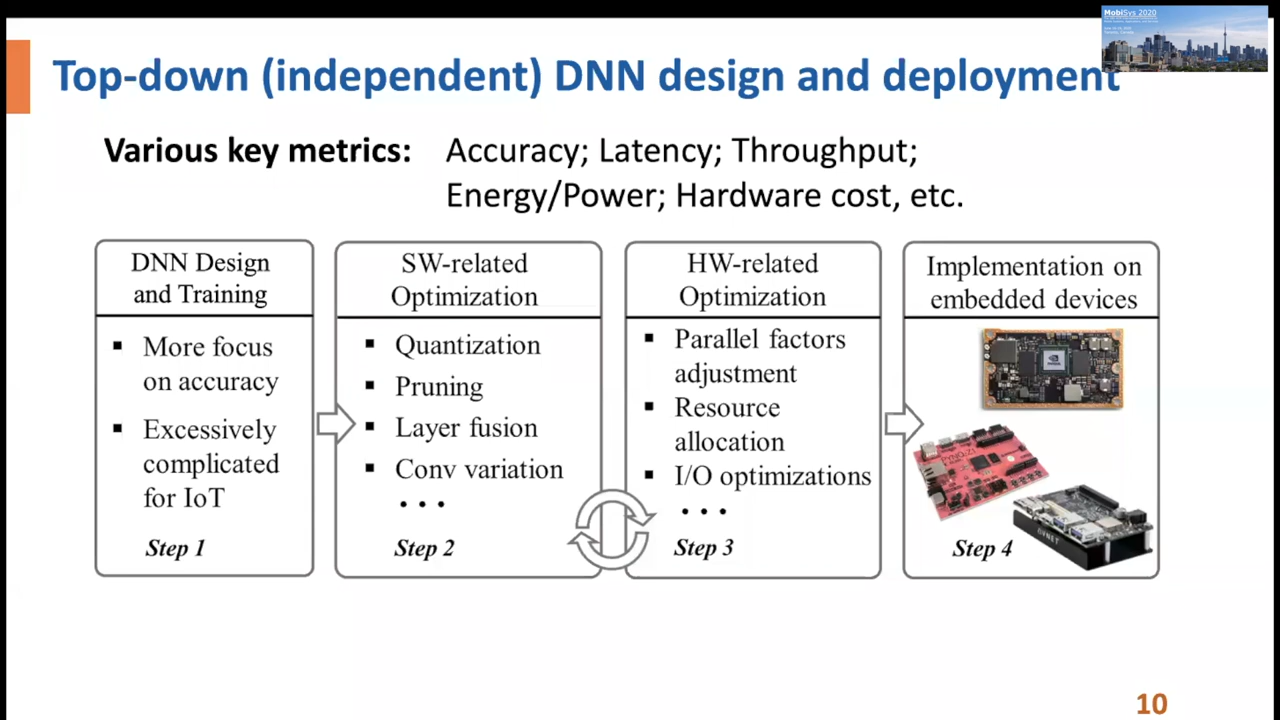 MobiSys 2020
Top-down (independent) DNN design and deployment
Various key metrics: Accuracy; Latency; Throughput;
Energy/Power; Hardware cost, etc.
DNN Design
and Training
▪ More focus
on accuracy
▪ Excessively
complicated
for IoT
Step 1
SW-related
Optimization
▪ Quantization
▪ Pruning
▪ Layer fusion
▪ Conv variation
• • •
Step 2
HW-related
Optimization
▪ Parallel factors
adjustment
▪ Resource
allocation
▪ I/O optimizations
• • •
Step 3
Implementation on
embedded devices
Step 4
10